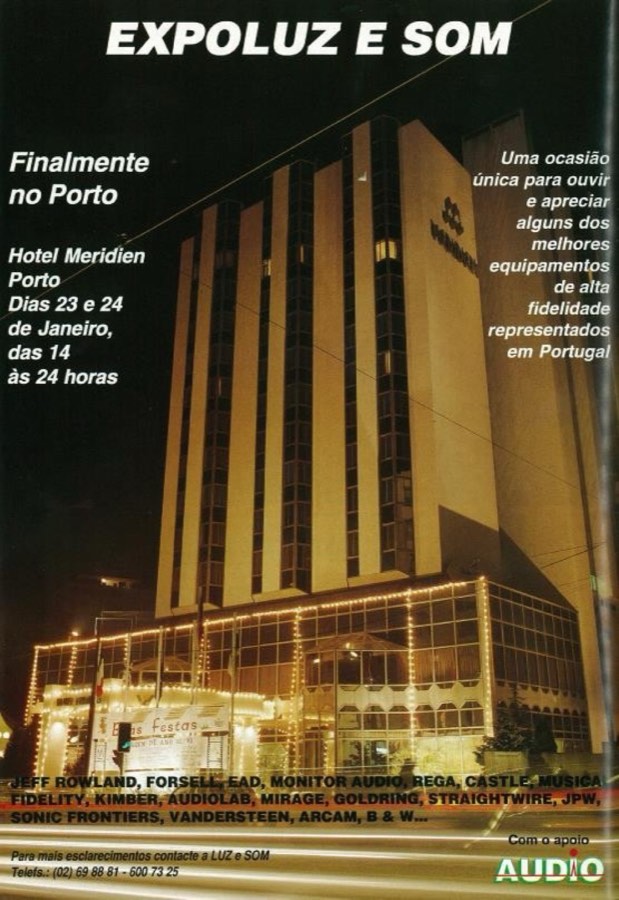 EXPOLUZ E SOM
Finalmente
no Porto
Hotel Meridien
Porto
Dias 23 e 24
de Janeiro,
das 14
às 24 horas
Uma ocasião
única para ouvir
e apreciar
alguns dos
melhores
equipamentos
de alta
fidelidade
representados
em Portugal
MERIDIEN
Boas festas
JEFF ROWLAND, FORSELL, EAD, MONITOR AUDIO, REGA, CASTLE, MUSICA
FIDELITY, KIMBER, AUDIOLAB, MIRAGE, GOLDRING, STRAIGHTWIRE, JPW,
SONIC FRONTIERS, VANDERSTEEN, ARCAM, B & W...
Para mais esclarecimentos contacte a LUZ e SOM
Telefs.: (02) 69 88 81 - 600 73 25
Com o apoio
AUDIO